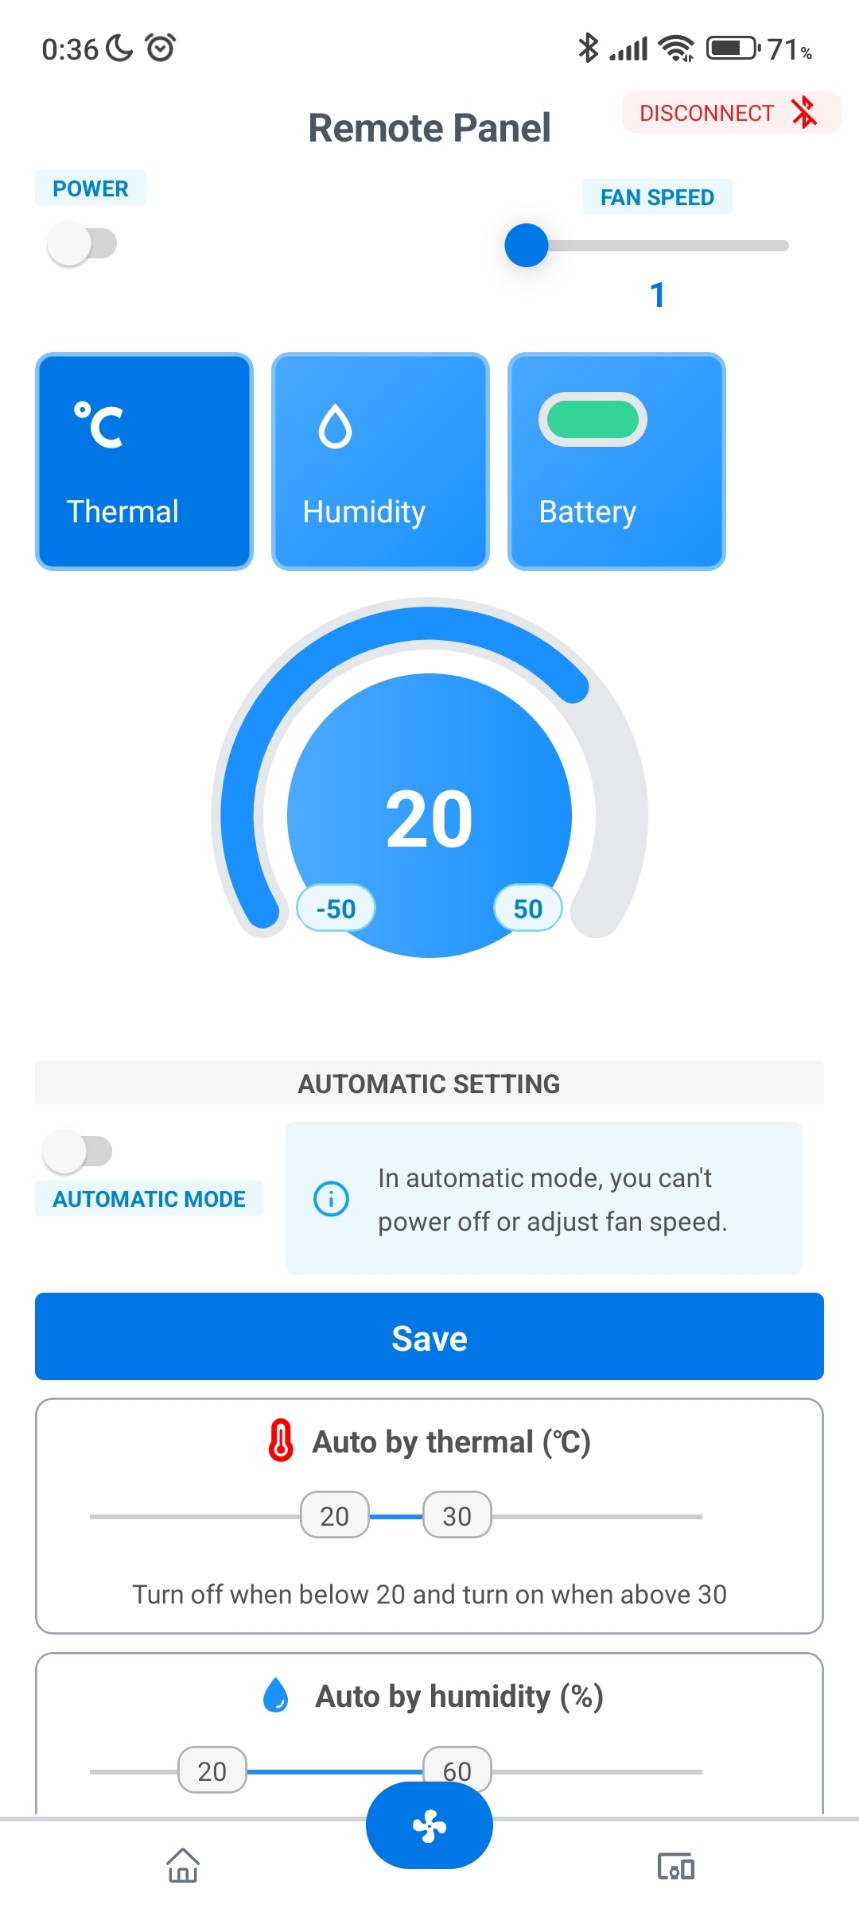 0:36
71%
Remote Panel
DISCONNECT
POWER
FAN SPEED
1
°C
Thermal
Humidity
Battery
20
-50
50
AUTOMATIC SETTING
AUTOMATIC MODE
In automatic mode, you can't
power off or adjust fan speed.
Save
Auto by thermal (℃)
20
30
Turn off when below 20 and turn on when above 30
Auto by humidity (%)
20
60